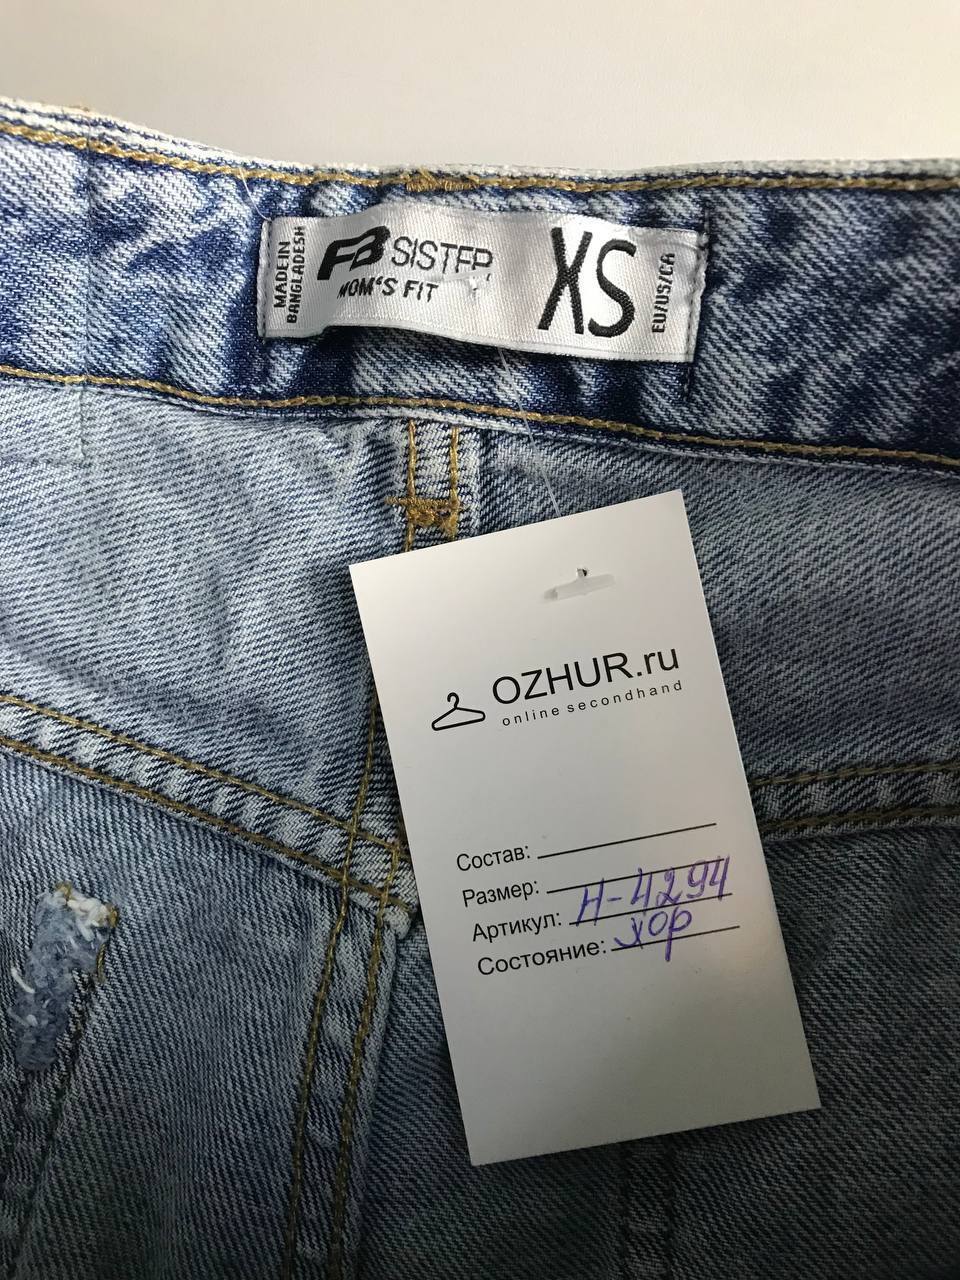 MADE IN
BANGLADESH
FB SISTER
MOM'S FIT
XS
EU/US/CA
OZHUR.ru
online secondhand
Состав:
Размер:
Артикул: Н-4294
Состояние: хор